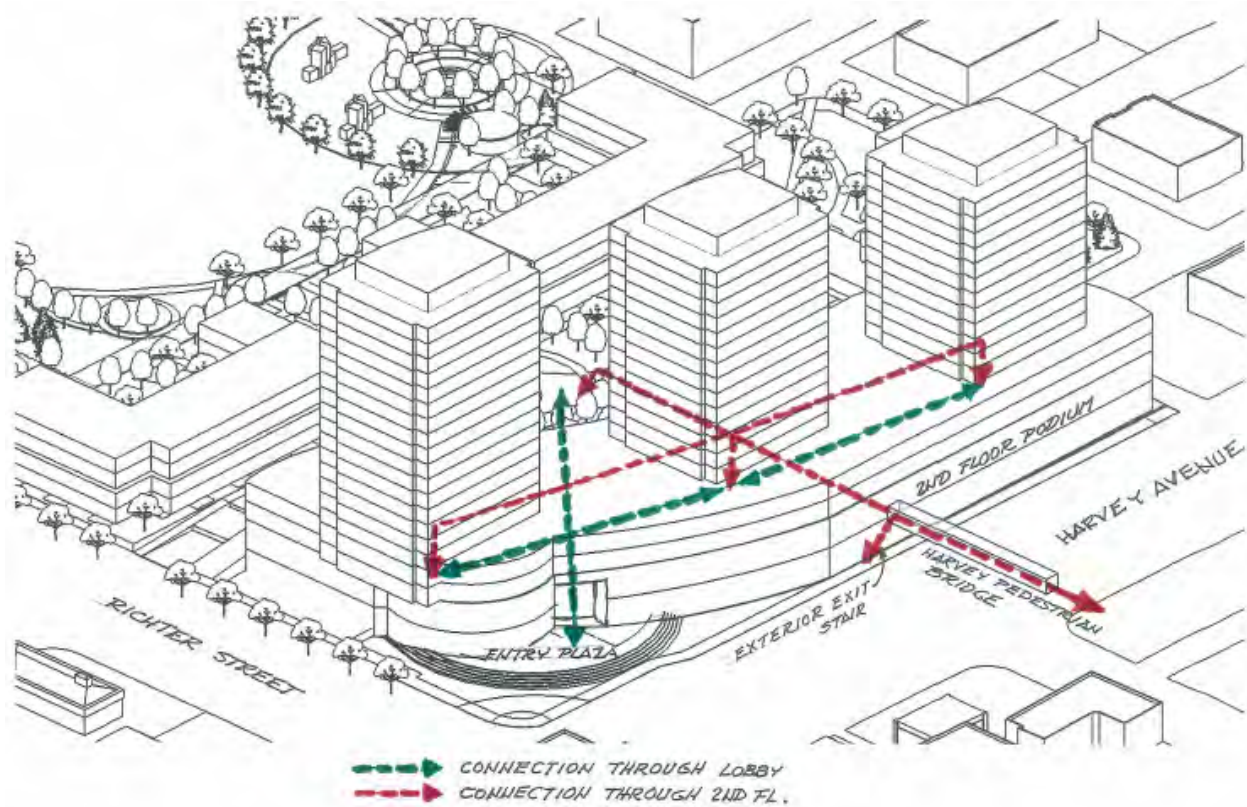 2ND FLOOR PODIUM
HARVEY AVENUE
HARVEY PEDESTRIAN
BRIDGE
EXTERIOR EXIT
STAIR
ENTRY PLAZA
RICHTER STREET
CONNECTION THROUGH LOBBY
CONNECTION THROUGH 2ND FL.